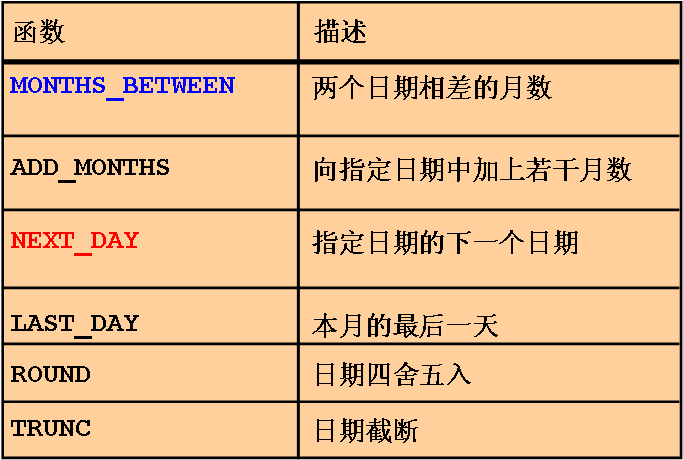 函数 描述
MONTHS_BETWEEN 两个日期相差的月数
ADD_MONTHS 向指定日期中加上若干月数
NEXT_DAY 指定日期的下一个日期
LAST_DAY 本月的最后一天
ROUND 日期四舍五入
TRUNC 日期截断